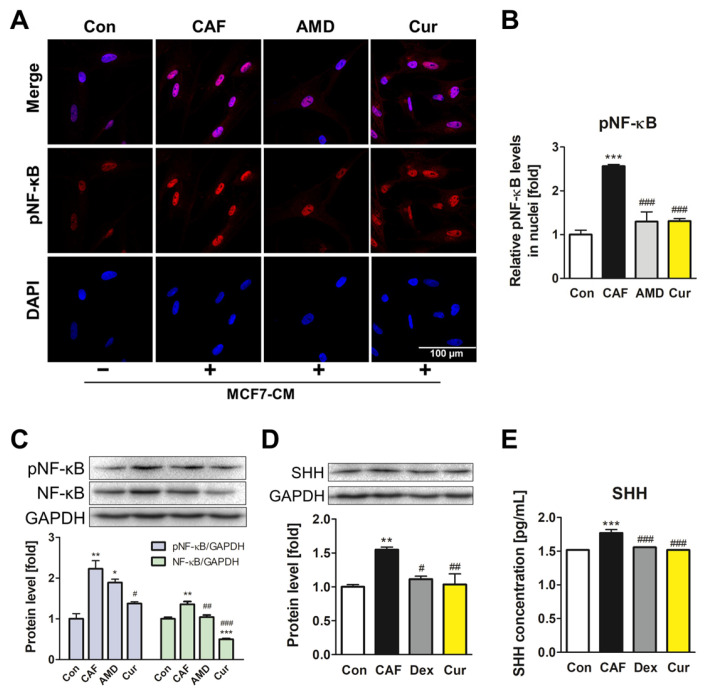 A
Con CAF AMD Cur
Merge
pNF-κB
DAPI
100 μm
− + + +
MCF7-CM
B
pNF-κB
Relative pNF-κB levels
in nuclei [fold]
3
2
1
0
***
###
###
Con CAF AMD Cur
C
pNF-κB
NF-κB
GAPDH
Protein level [fold]
3
2
1
0
pNF-κB/GAPDH
NF-κB/GAPDH
**
*
#
**
##
###
***
Con CAF AMD Cur Con CAF AMD Cur
D
SHH
GAPDH
Protein level [fold]
2.0
1.5
1.0
0.5
0.0
**
#
##
Con CAF Dex Cur
E
SHH
SHH concentration [pg/mL]
2.0
1.5
1.0
0.5
0.0
***
###
###
Con CAF Dex Cur